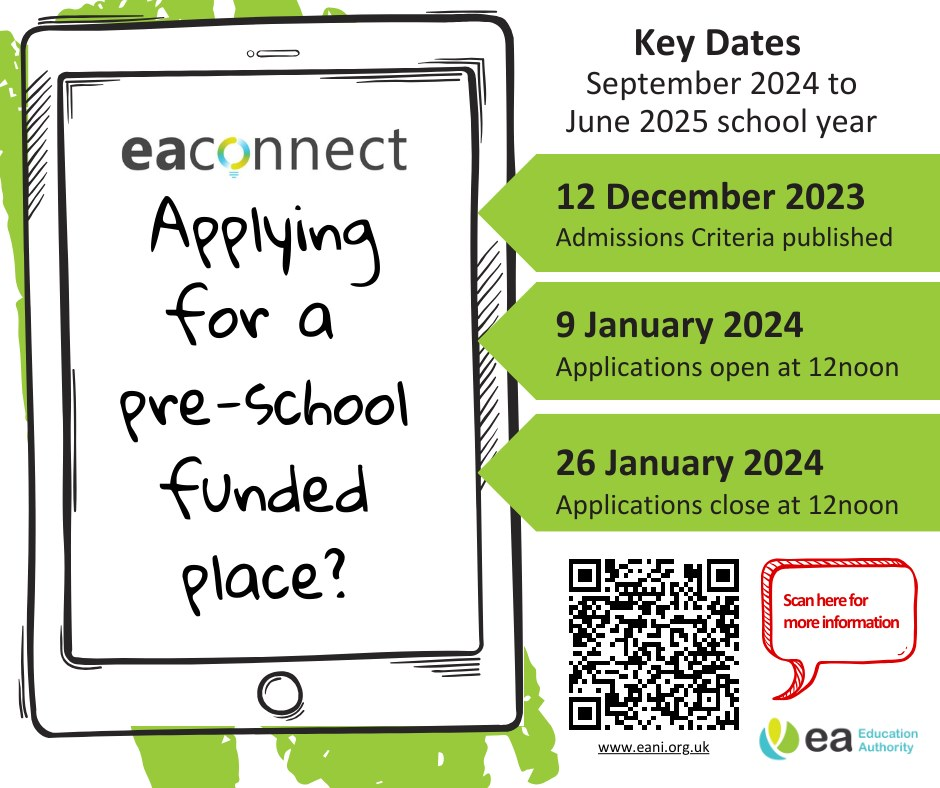 eaconnect
Applying
for a
pre-school
funded
place?
Key Dates
September 2024 to
June 2025 school year
12 December 2023
Admissions Criteria published
9 January 2024
Applications open at 12noon
26 January 2024
Applications close at 12noon
Scan here for
more information
www.eani.org.uk
ea Education
Authority